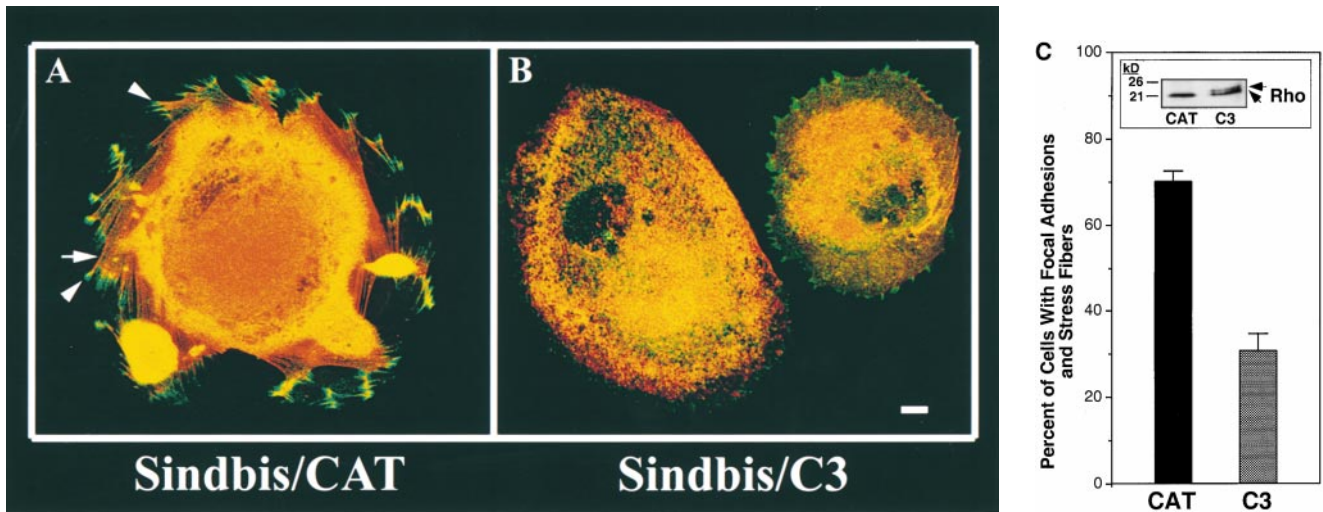 A
B
Sindbis/CAT
Sindbis/C3
C
100
80
60
40
20
0
Percent of Cells With Focal Adhesions
and Stress Fibers
kD
26
21
Rho
CAT C3
CAT C3